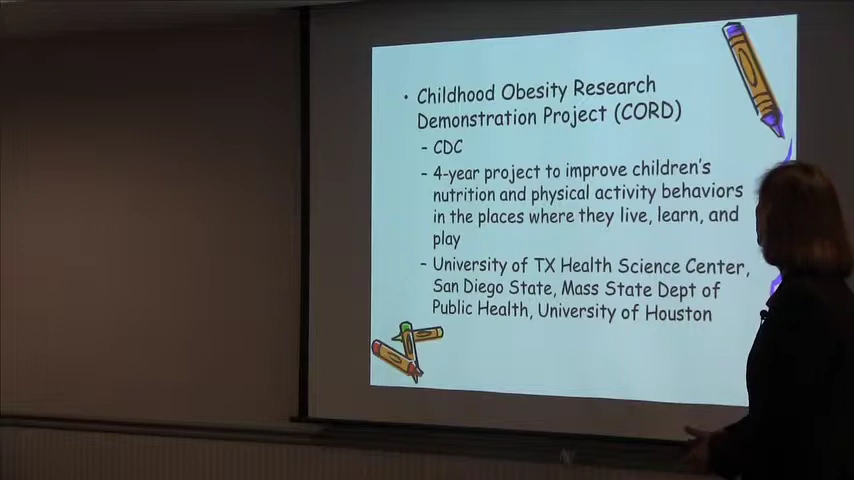 • Childhood Obesity Research
Demonstration Project (CORD)
- CDC
- 4-year project to improve children's
nutrition and physical activity behaviors
in the places where they live, learn, and
play
- University of TX Health Science Center,
San Diego State, Mass State Dept of
Public Health, University of Houston